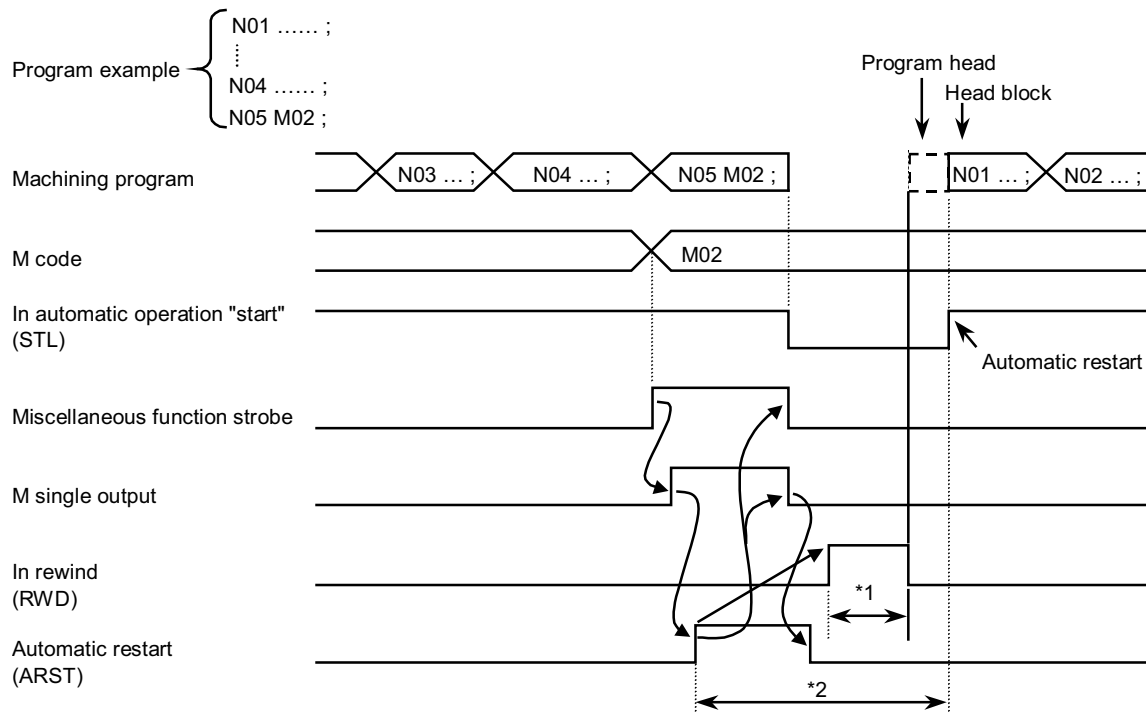 N01 …… ;
Program example
N04 …… ;
N05 M02 ;
Program head
Head block
Machining program
N03 … ;
N04 … ;
N05 M02 ;
N01 … ;
N02 … ;
M code
M02
In automatic operation "start"
(STL)
Automatic restart
Miscellaneous function strobe
M single output
In rewind
(RWD)
*1
Automatic restart
(ARST)
*2